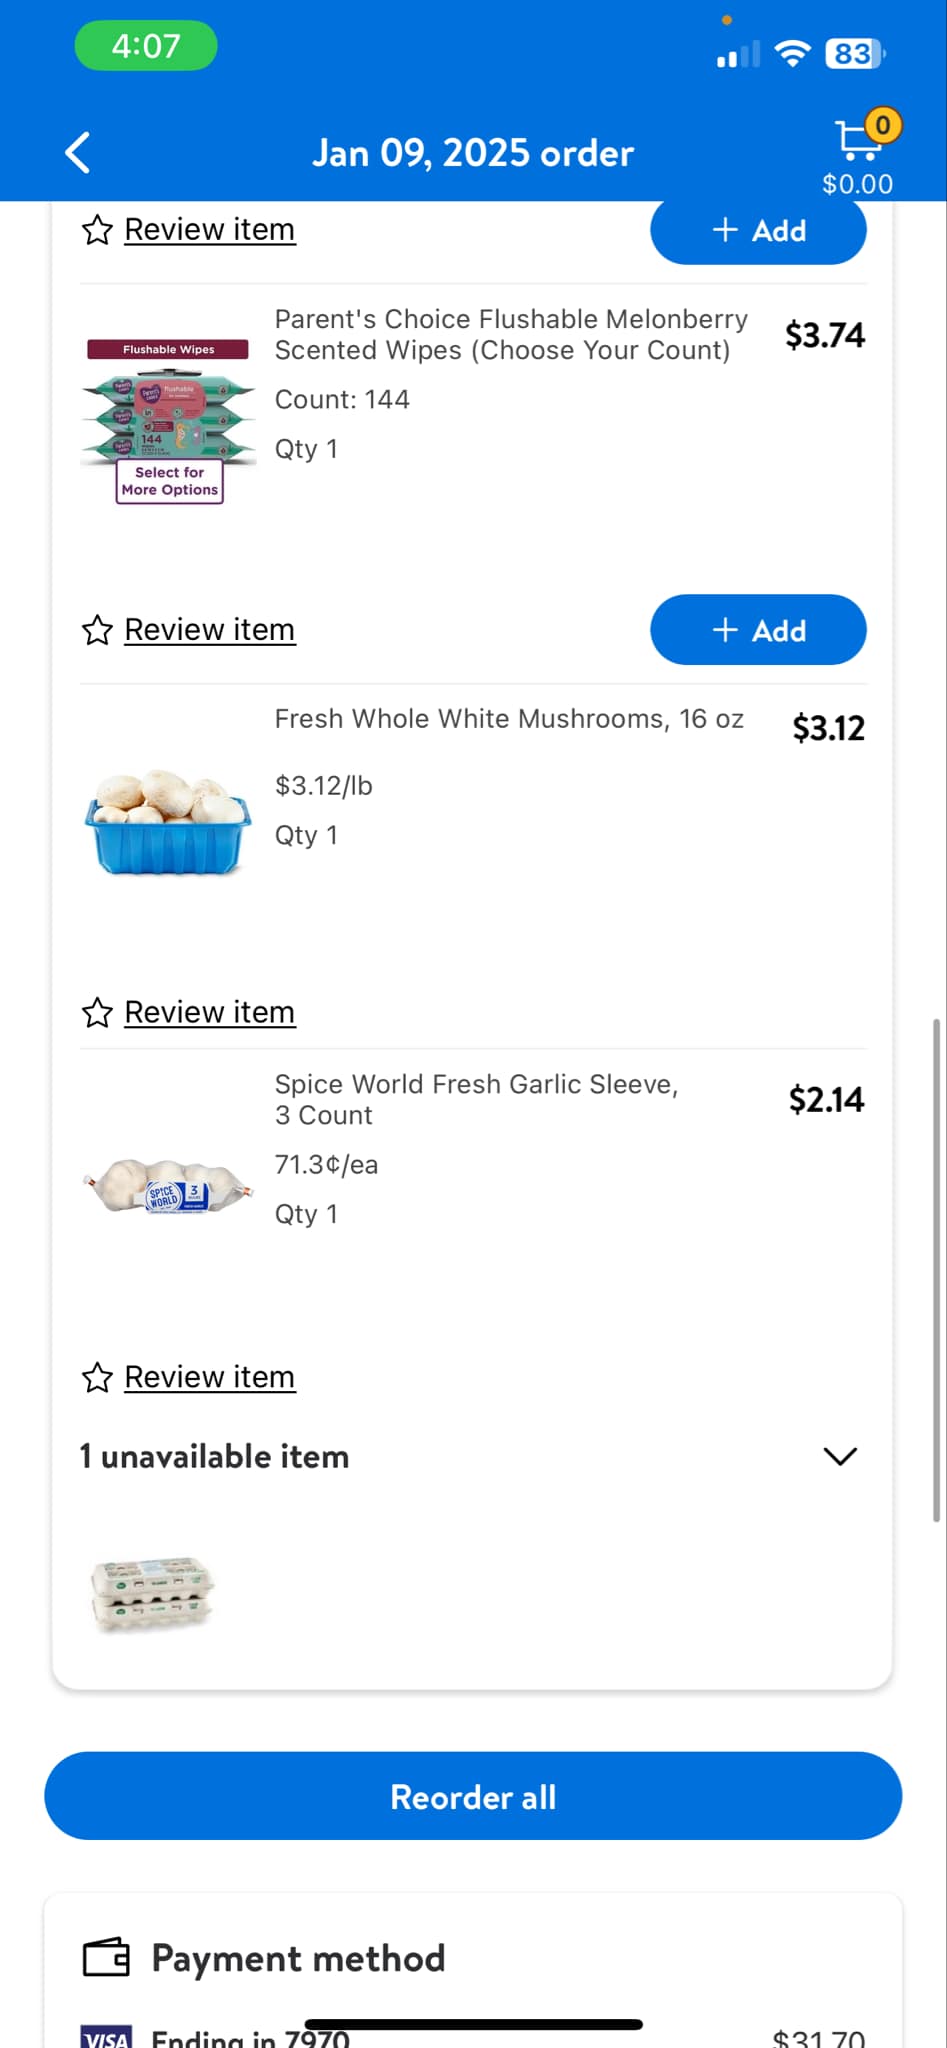 4:07
83
Jan 09, 2025 order
0
$0.00
Review item
+ Add
Parent's Choice Flushable Melonberry
Scented Wipes (Choose Your Count)
$3.74
Count: 144
Qty 1
Flushable Wipes
Flushable
144
Select for
More Options
Review item
+ Add
Fresh Whole White Mushrooms, 16 oz
$3.12
$3.12/lb
Qty 1
Review item
Spice World Fresh Garlic Sleeve,
3 Count
$2.14
71.3¢/ea
Qty 1
SPICE
WORLD
3
Review item
1 unavailable item
Reorder all
Payment method
VISA
Ending in 7970
$31.70